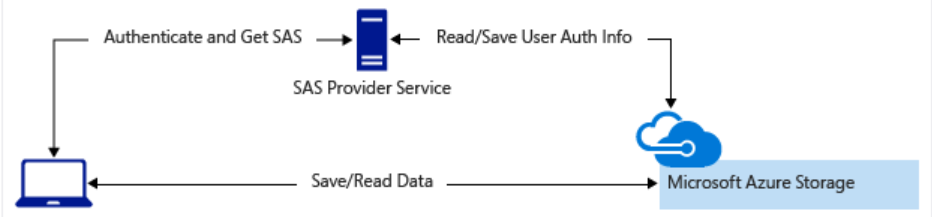 Authenticate and Get SAS
Read/Save User Auth Info
SAS Provider Service
Save/Read Data
Microsoft Azure Storage